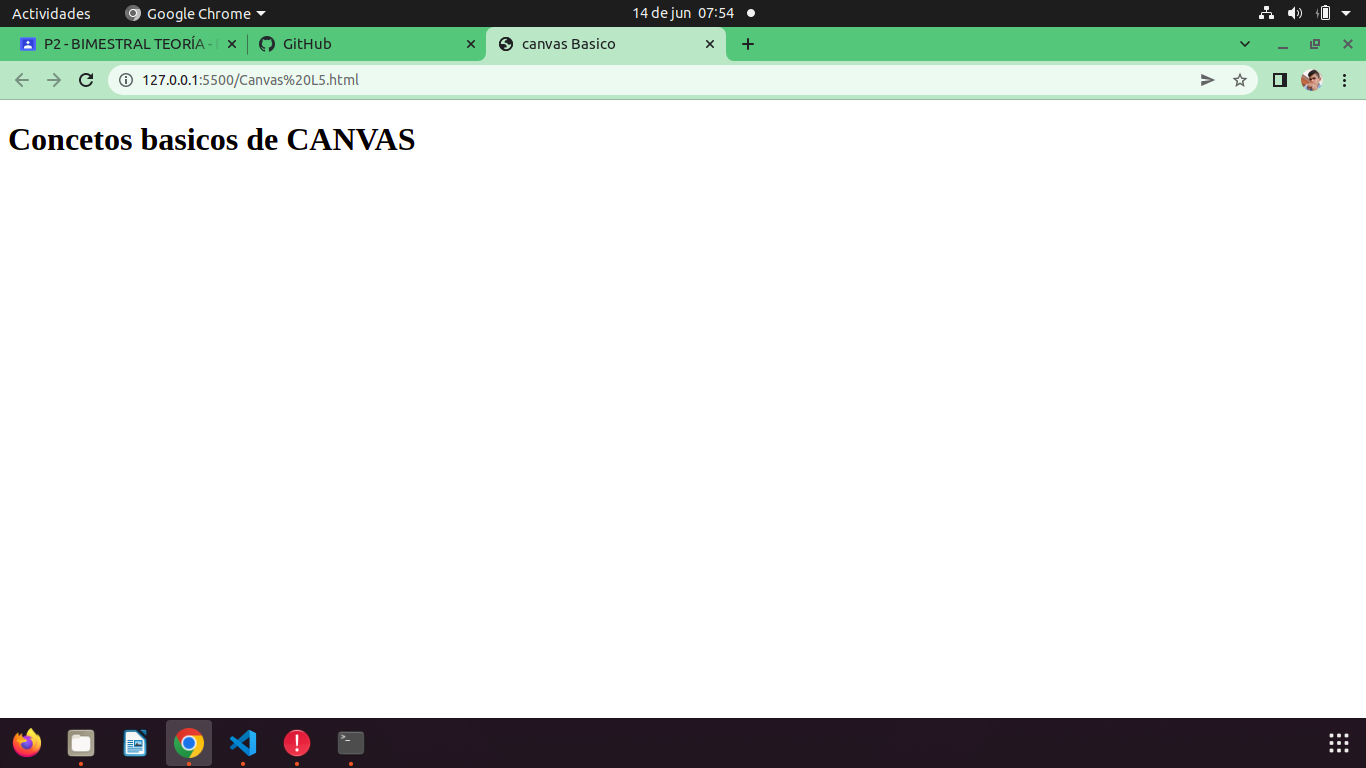 Actividades Google Chrome 14 de jun 07:54
P2 - BIMESTRAL TEORÍA - GitHub canvas Basico
127.0.0.1:5500/Canvas%20L5.html
Concetos basicos de CANVAS